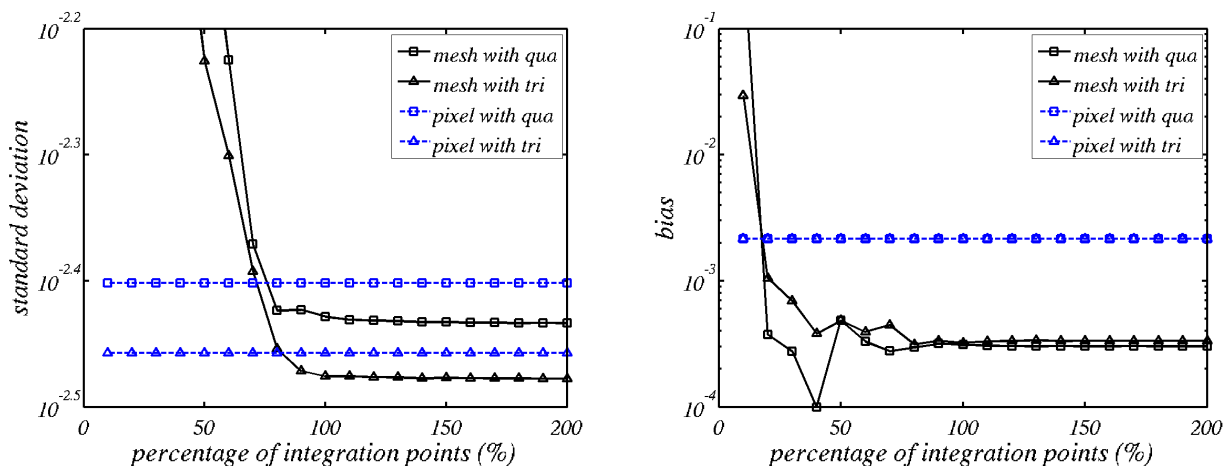 10^-2.2
10^-2.3
10^-2.4
10^-2.5
standard deviation
0
50
100
150
200
percentage of integration points (%)
mesh with qua
mesh with tri
pixel with qua
pixel with tri
10^-1
10^-2
10^-3
10^-4
bias
0
50
100
150
200
percentage of integration points (%)
mesh with qua
mesh with tri
pixel with qua
pixel with tri